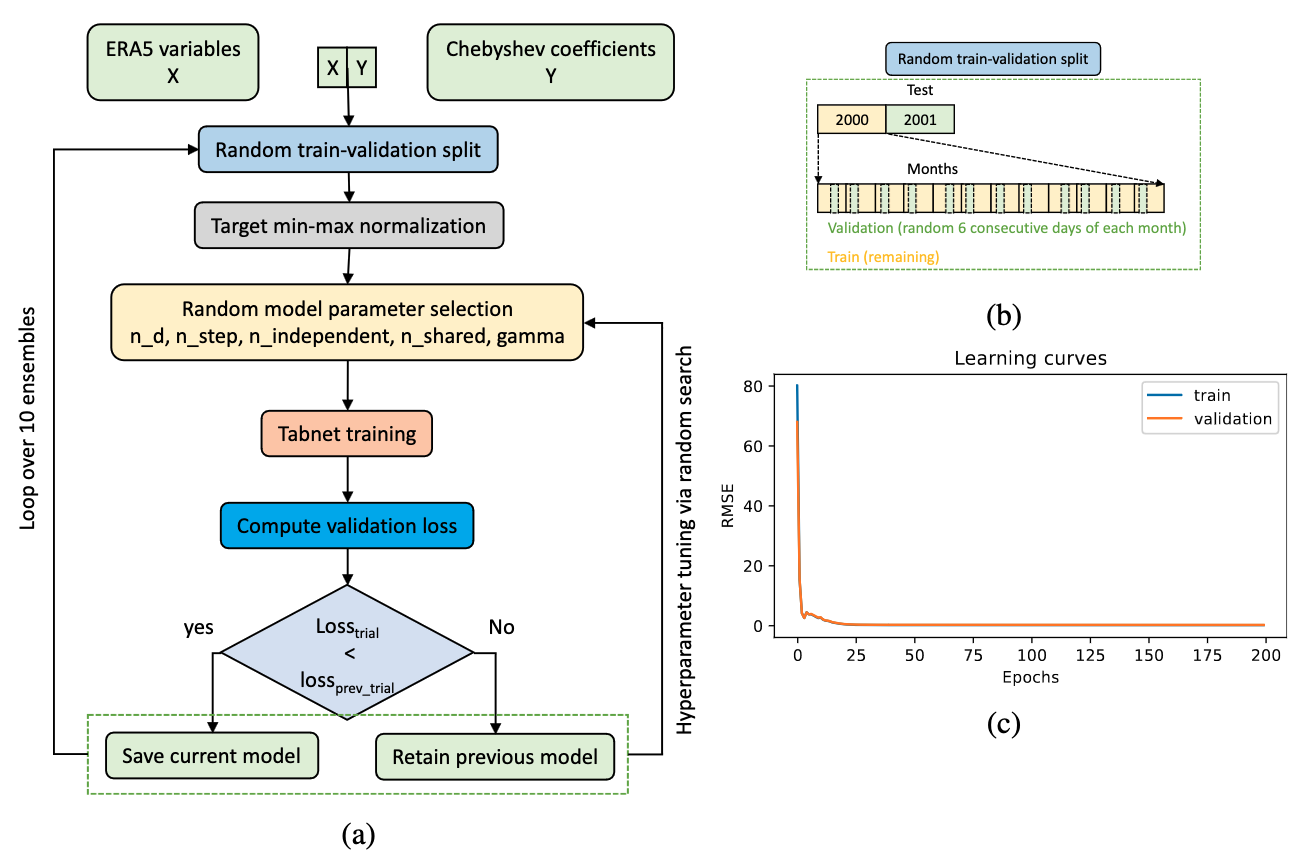 ERA5 variables
X
X Y
Chebyshev coefficients
Y
Random train-validation split
Target min-max normalization
Random model parameter selection
n_d, n_step, n_independent, n_shared, gamma
Tabnet training
Compute validation loss
yes
Loss_trial
<
loss_prev_trial
No
Save current model
Retain previous model
Loop over 10 ensembles
Hyperparameter tuning via random search
(a)
Random train-validation split
Test
2000 2001
Months
Validation (random 6 consecutive days of each month)
Train (remaining)
(b)
Learning curves
train
validation
80
60
40
20
0
RMSE
0 25 50 75 100 125 150 175 200
Epochs
(c)